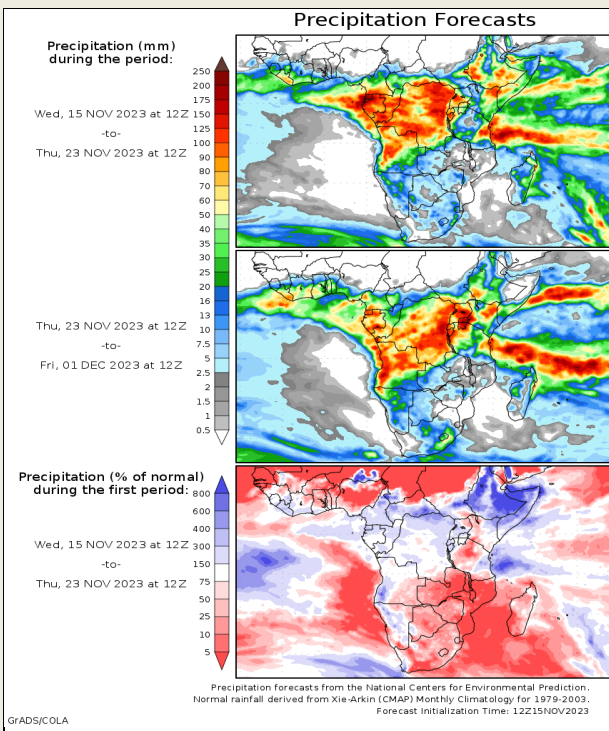 Precipitation Forecasts
Precipitation (mm)
during the period:
Wed, 15 NOV 2023 at 12Z
-to-
Thu, 23 NOV 2023 at 12Z
250
200
175
150
125
100
90
80
70
60
50
40
35
30
25
20
16
13
10
7.5
5
2.5
2
1.5
1
0.5
Thu, 23 NOV 2023 at 12Z
-to-
Fri, 01 DEC 2023 at 12Z
Precipitation (% of normal)
during the first period:
Wed, 15 NOV 2023 at 12Z
-to-
Thu, 23 NOV 2023 at 12Z
800
600
400
300
150
75
50
25
10
5
Precipitation forecasts from the National Centers for Environmental Prediction.
Normal rainfall derived from Xie-Arkin (CMAP) Monthly Climatology for 1979-2003.
Forecast Initialization Time: 12Z15NOV2023
GrADS/COLA